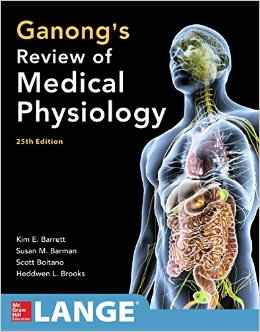 Ganong's
Review of
Medical
Physiology
25th Edition
Kim E. Barrett
Susan M. Barman
Scott Boitano
Heddwen L. Brooks
Mc
Graw
Hill
Education
LANGE®